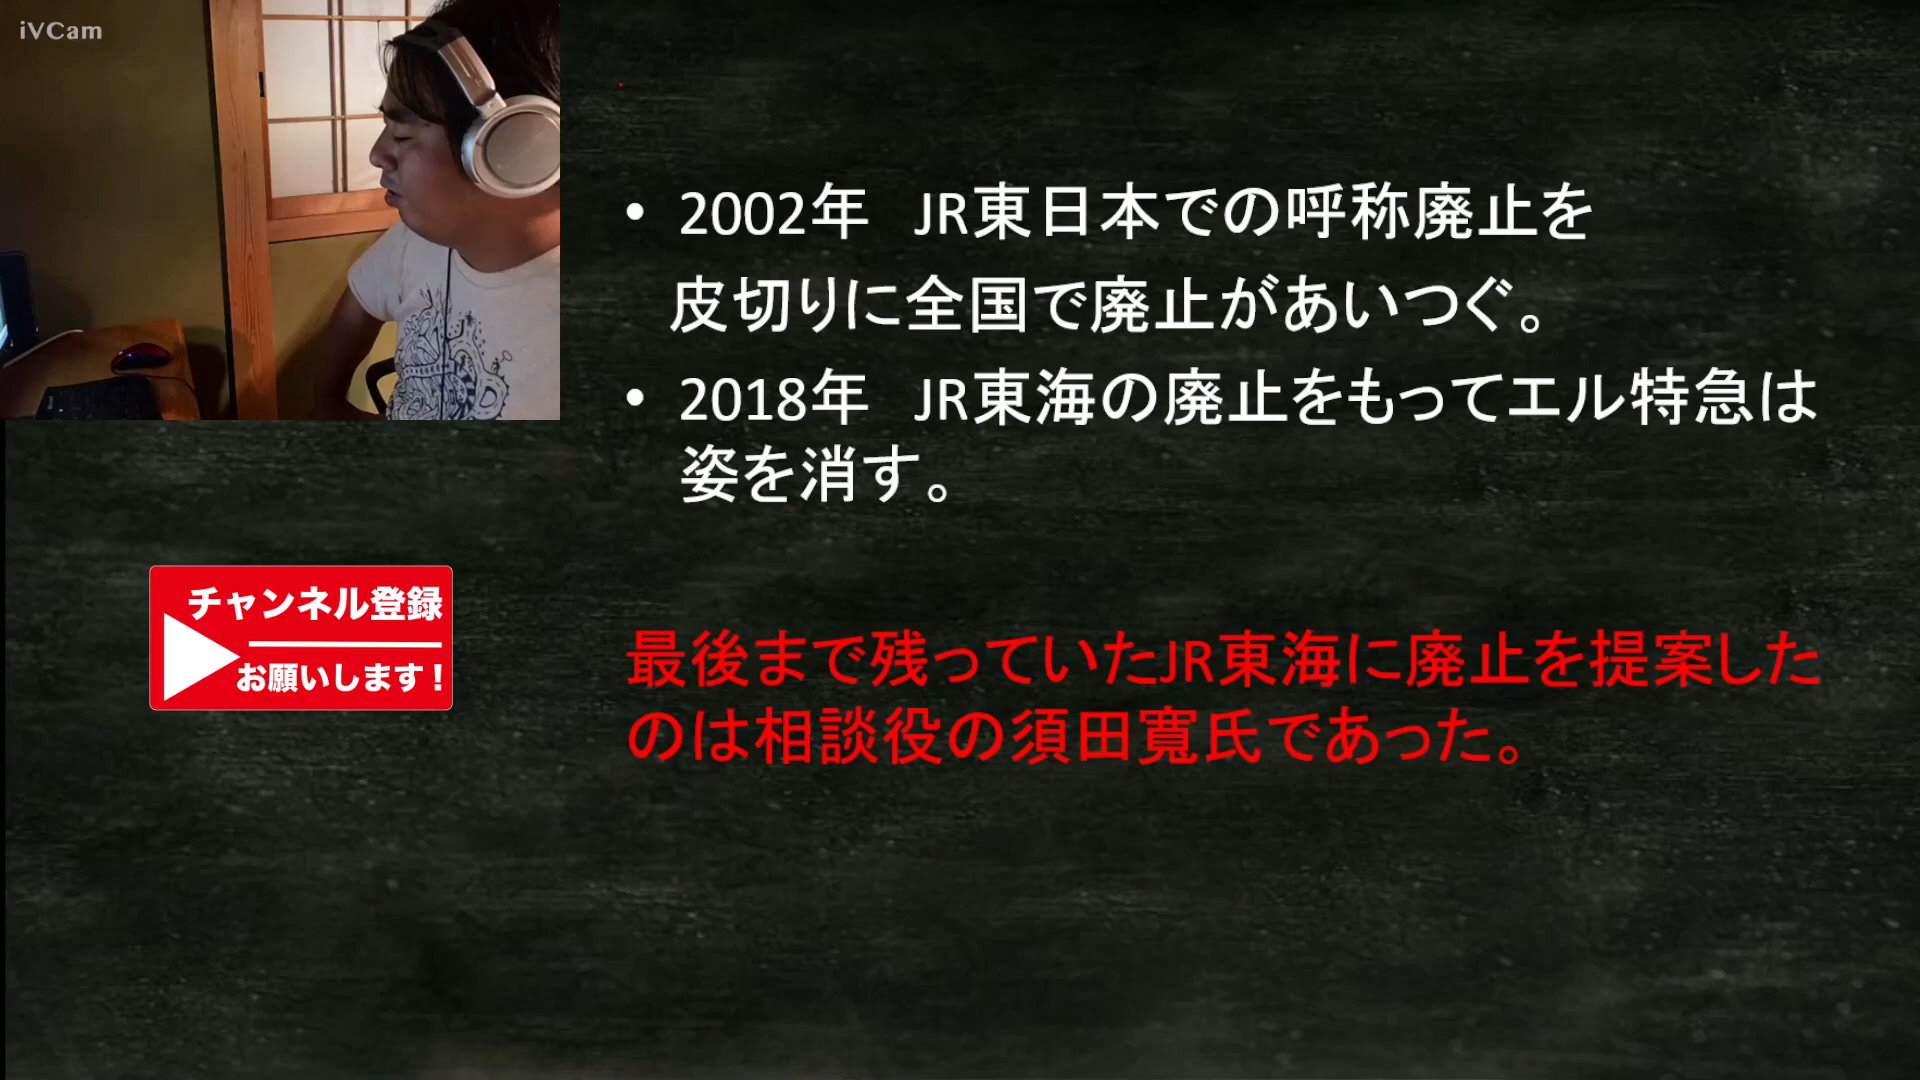 iVCam
• 2002年　JR東日本での呼称廃止を
皮切りに全国で廃止があいつぐ。
• 2018年　JR東海の廃止をもってエル特急は
姿を消す。
チャンネル登録
お願いします！
最後まで残っていたJR東海に廃止を提案した
のは相談役の須田寛氏であった。